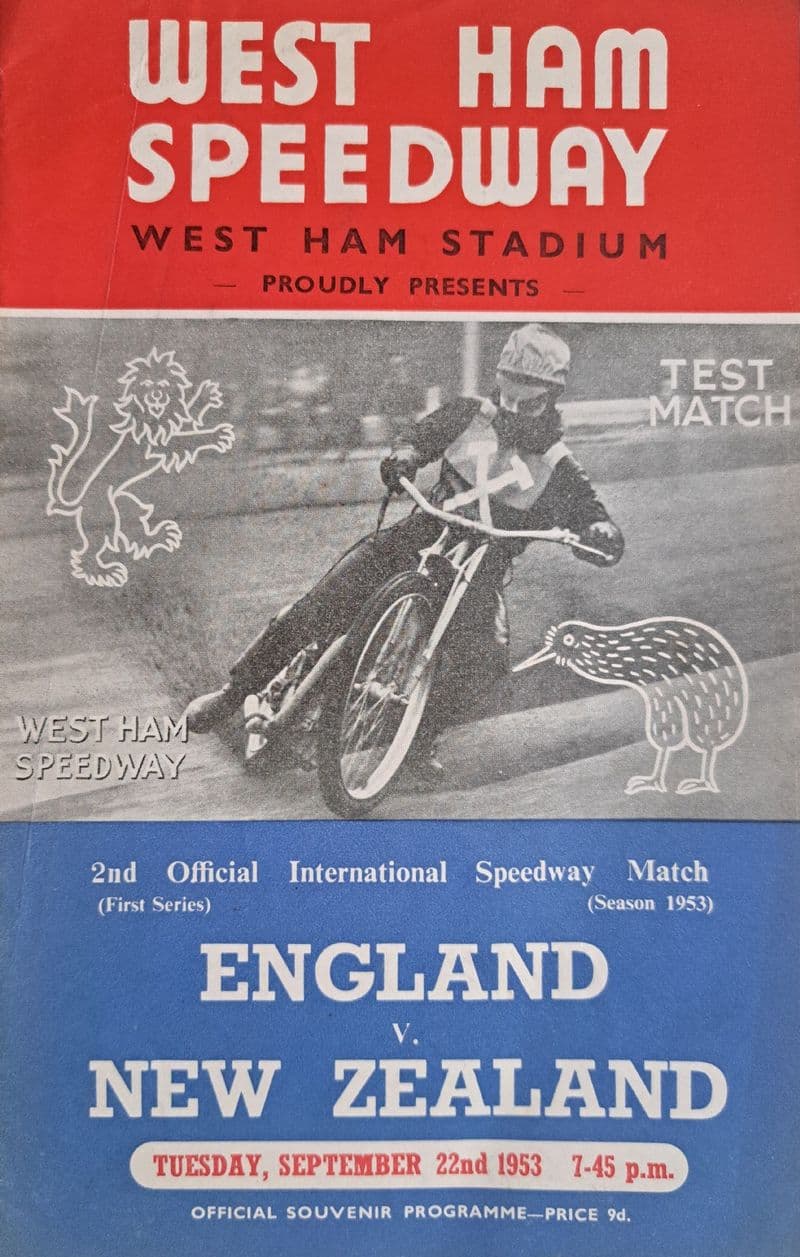 WEST HAM
SPEEDWAY
WEST HAM STADIUM
— PROUDLY PRESENTS —
TEST
MATCH
WEST HAM
SPEEDWAY
2nd Official International Speedway Match
(First Series) (Season 1953)
ENGLAND
v.
NEW ZEALAND
TUESDAY, SEPTEMBER 22nd 1953 7-45 p.m.
OFFICIAL SOUVENIR PROGRAMME—PRICE 9d.